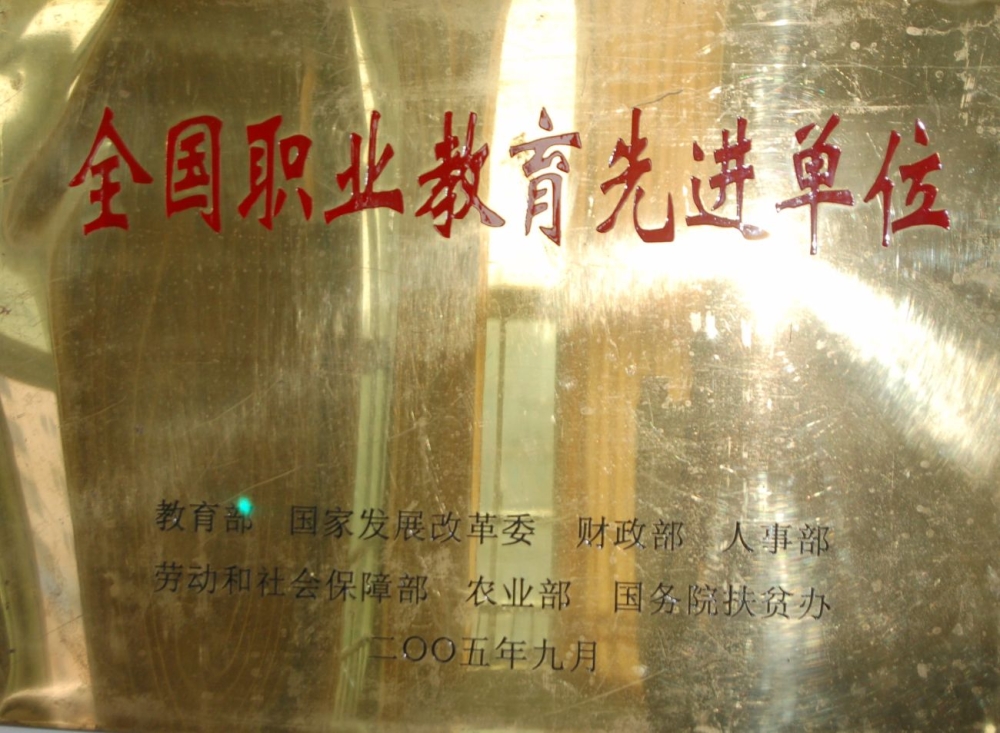 全国职业教育先进单位
教育部 国家发展改革委 财政部 人事部
劳动和社会保障部 农业部 国务院扶贫办
二〇〇五年九月